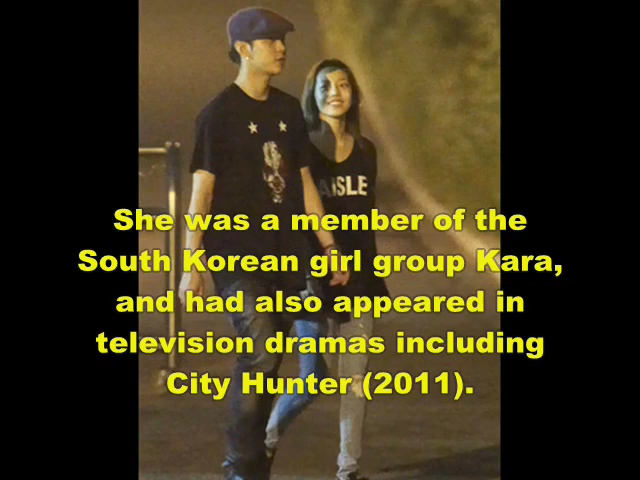 AISLE
She was a member of the
South Korean girl group Kara,
and had also appeared in
television dramas including
City Hunter (2011).